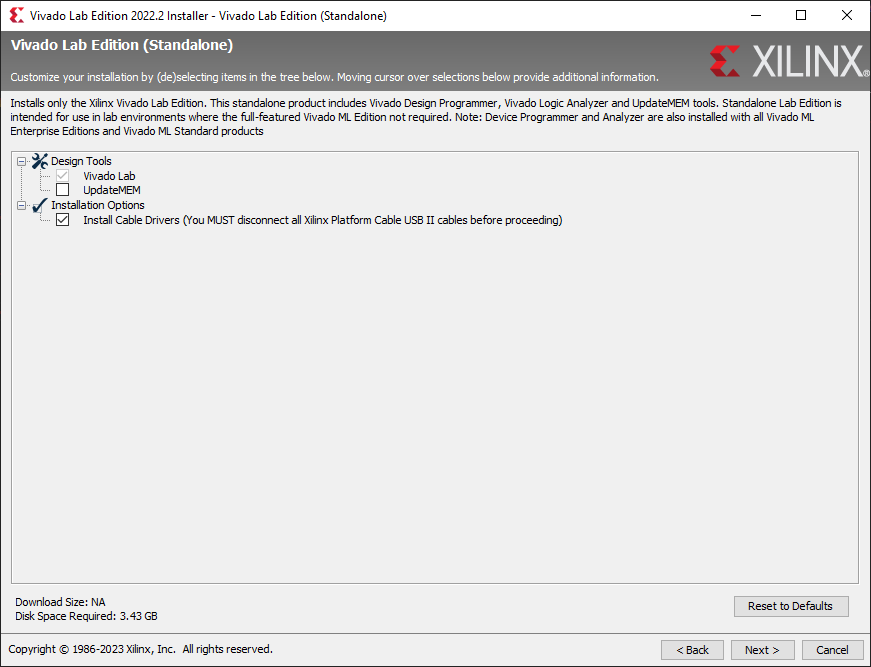 Vivado Lab Edition 2022.2 Installer - Vivado Lab Edition (Standalone)
Vivado Lab Edition (Standalone)
Customize your installation by (de)selecting items in the tree below. Moving cursor over selections below provide additional information.
XILINX®
Installs only the Xilinx Vivado Lab Edition. This standalone product includes Vivado Design Programmer, Vivado Logic Analyzer and UpdateMEM tools. Standalone Lab Edition is
intended for use in lab environments where the full-featured Vivado ML Edition not required. Note: Device Programmer and Analyzer are also installed with all Vivado ML
Enterprise Editions and Vivado ML Standard products
Design Tools
Vivado Lab
UpdateMEM
Installation Options
Install Cable Drivers (You MUST disconnect all Xilinx Platform Cable USB II cables before proceeding)
Download Size: NA
Disk Space Required: 3.43 GB
Reset to Defaults
Copyright © 1986-2023 Xilinx, Inc.  All rights reserved.
< Back
Next >
Cancel